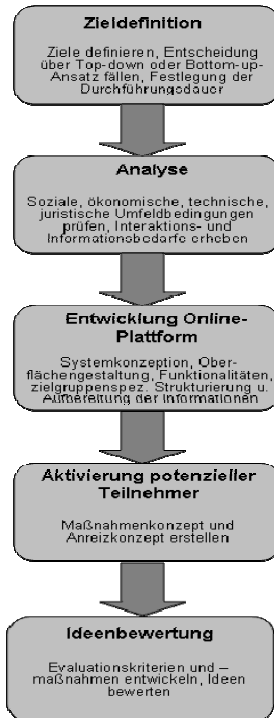 Zieldefinition
Ziele definieren, Entscheidung
über Top-down oder Bottom-up-
Ansatz fällen, Festlegung der
Durchführungsdauer
Analyse
Soziale, ökonomische, technische,
juristische Umfeldbedingungen
prüfen, Interaktions- und
Informationsbedarfe erheben
Entwicklung Online-
Plattform
Systemkonzeption, Ober-
flächengestaltung, Funktionalitäten,
zielgruppenspez. Strukturierung u.
Aufbereitung der Informationen
Aktivierung potenzieller
Teilnehmer
Maßnahmenkonzept und
Anreizkonzept erstellen
Ideenbewertung
Evaluationskriterien und –
maßnahmen entwickeln, Ideen
bewerten